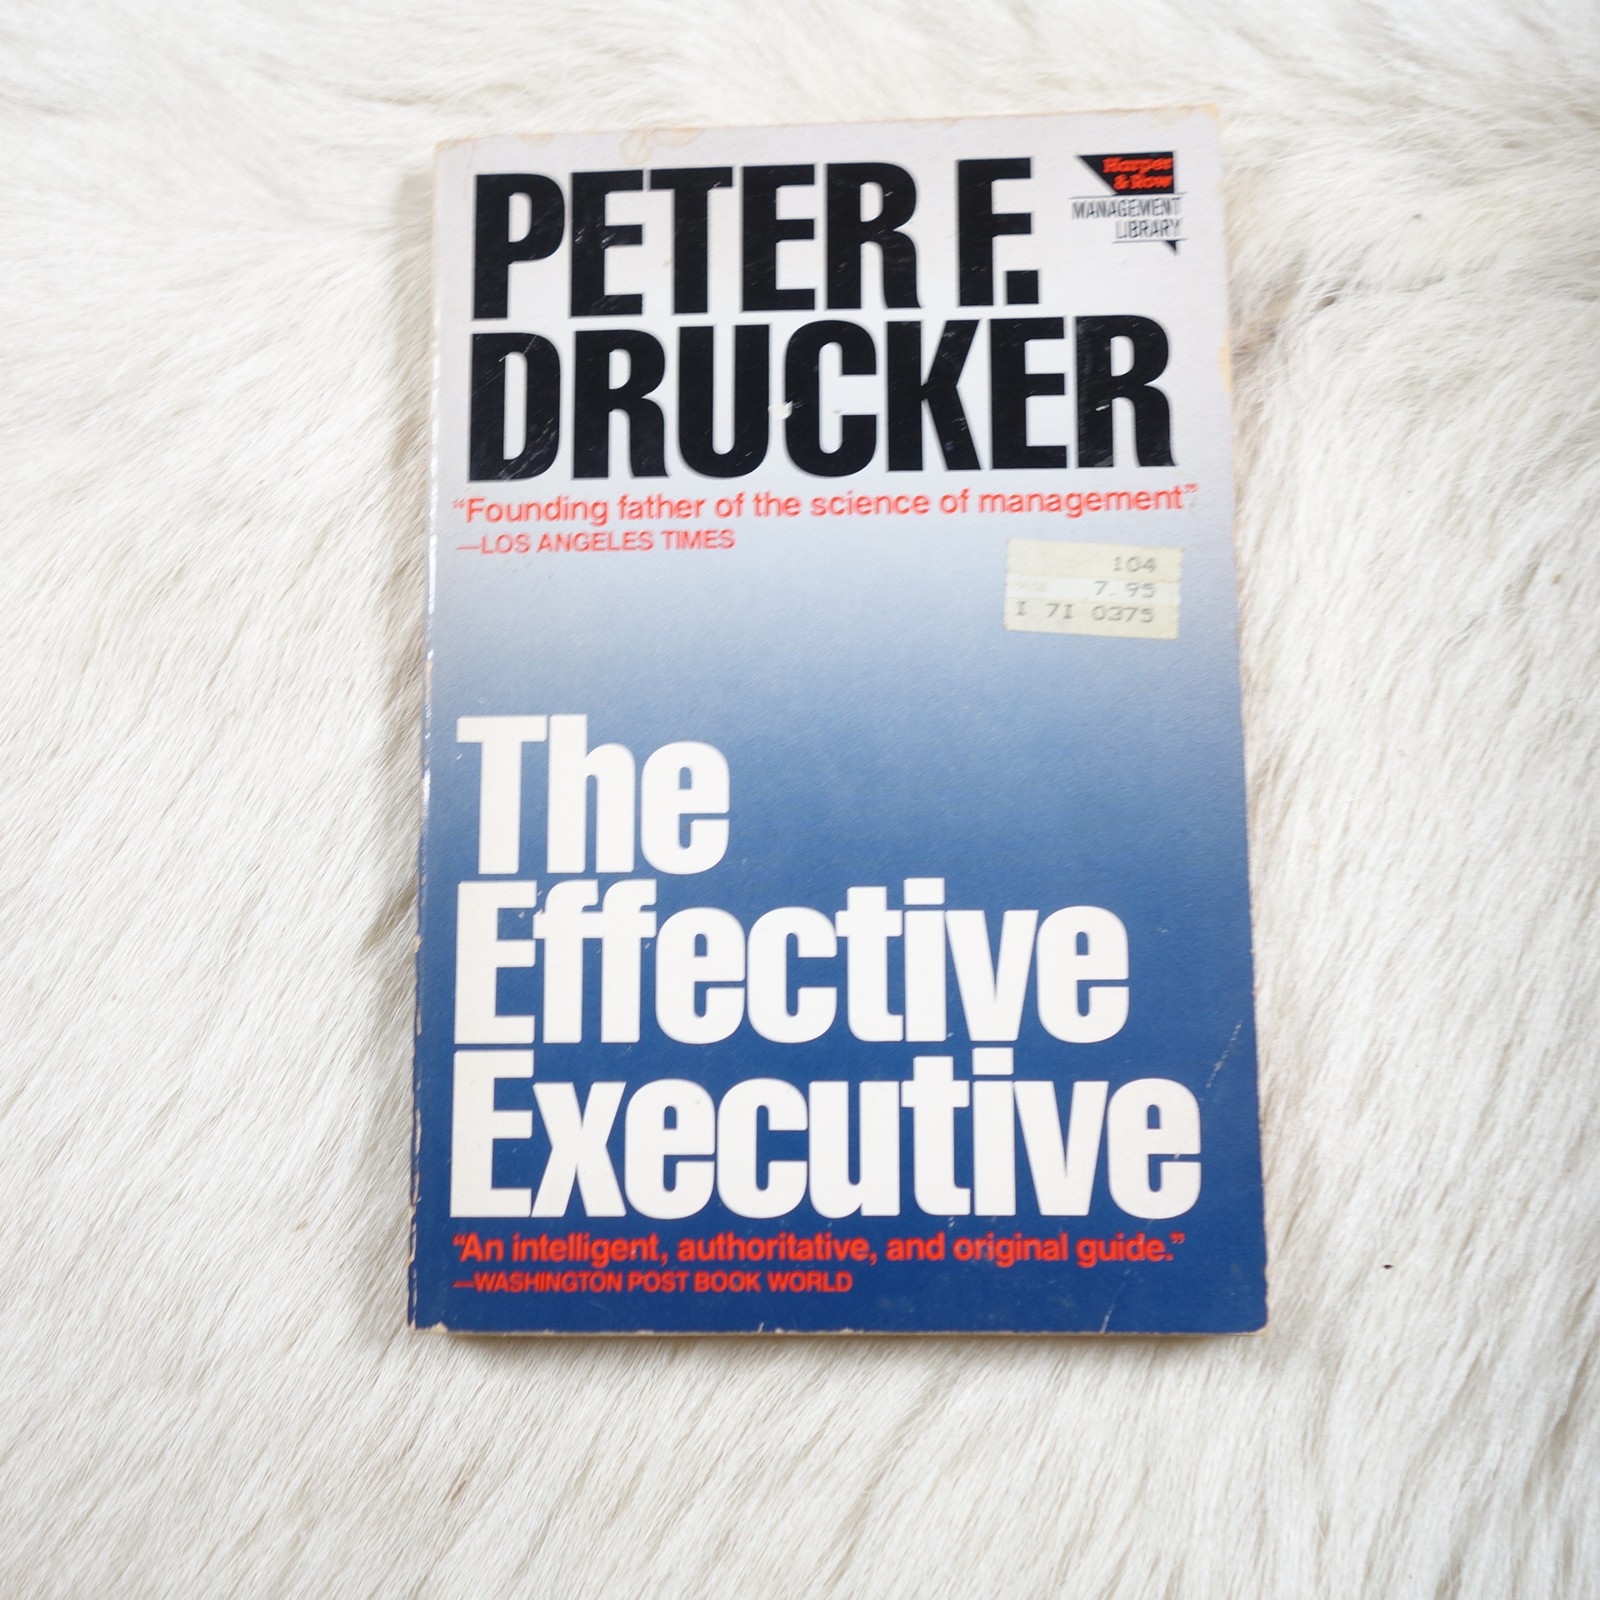 PETER F.
DRUCKER
Harper
& Row
MANAGEMENT
LIBRARY
“Founding father of the science of management”.
—LOS ANGELES TIMES
104
7.95
I 7I 0375
The
Effective
Executive
“An intelligent, authoritative, and original guide.”
—WASHINGTON POST BOOK WORLD